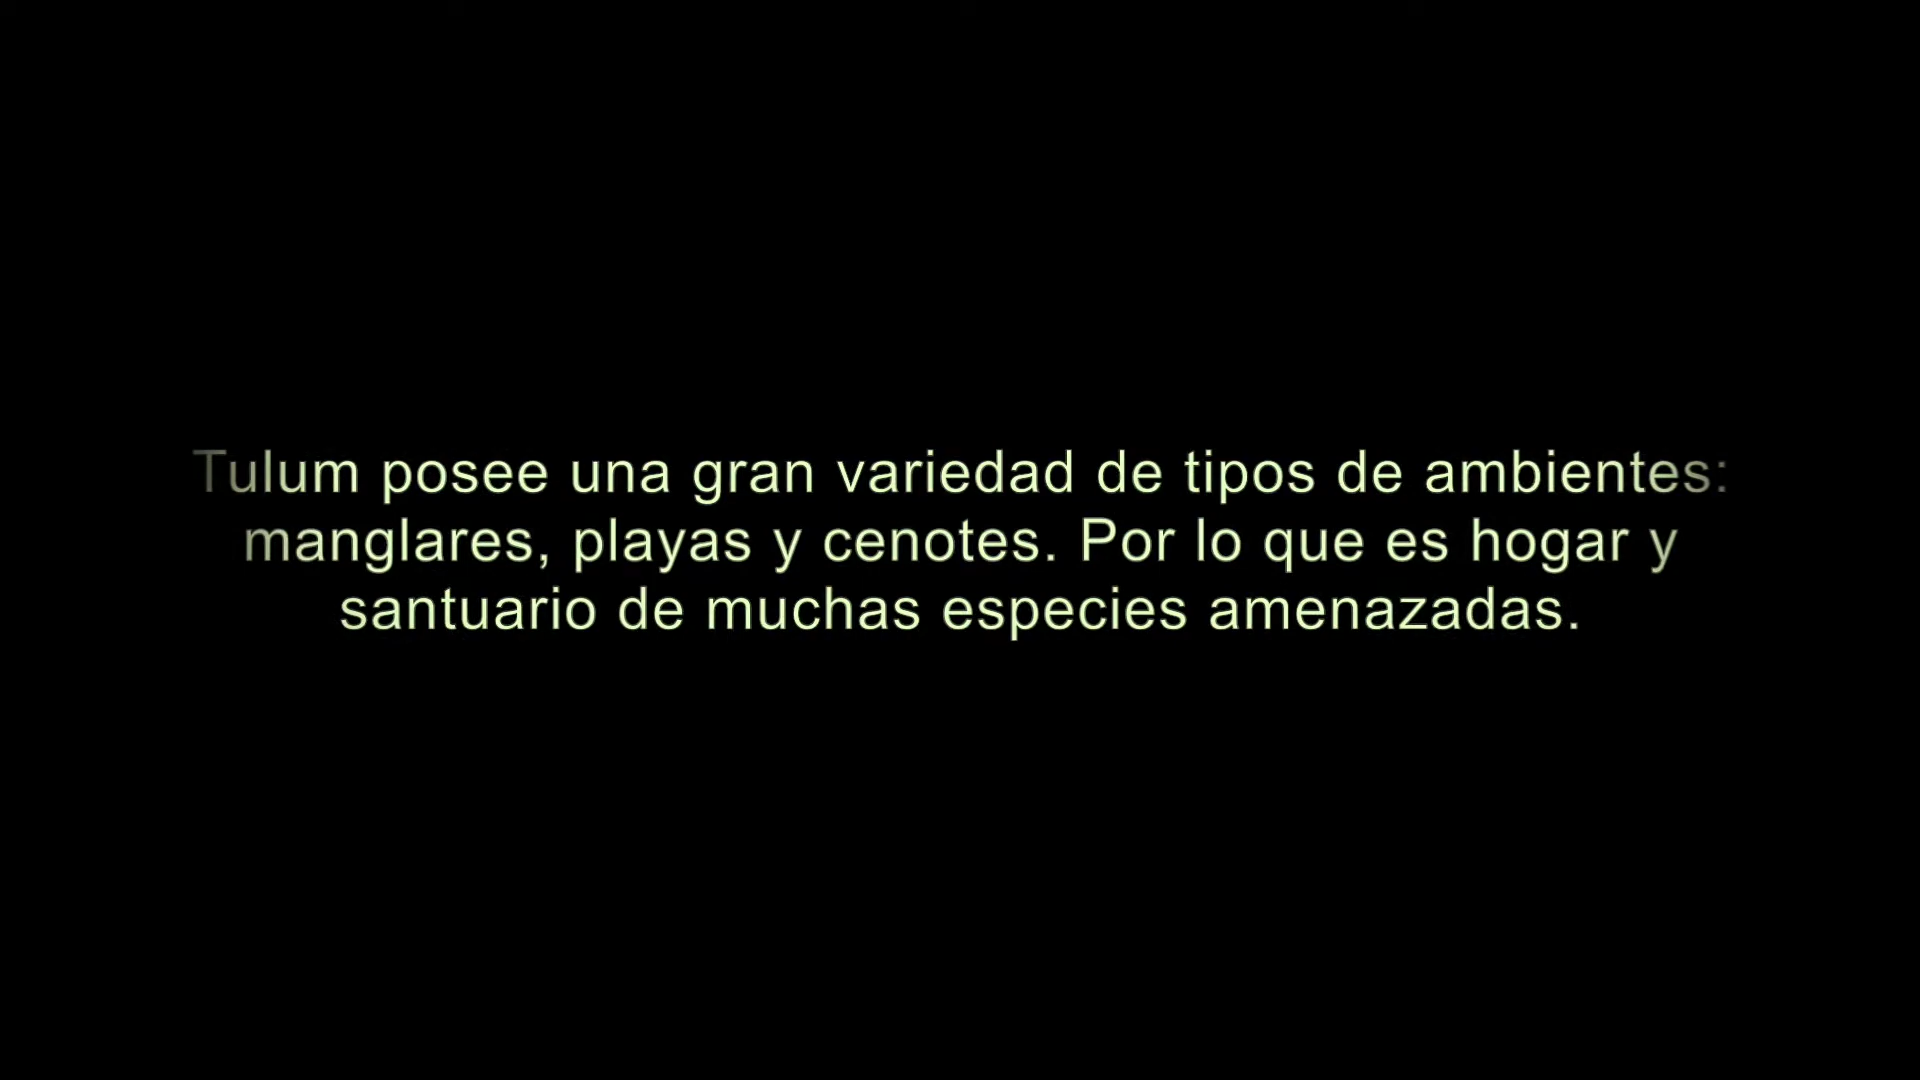 Tulum posee una gran variedad de tipos de ambientes:
manglares, playas y cenotes. Por lo que es hogar y
santuario de muchas especies amenazadas.